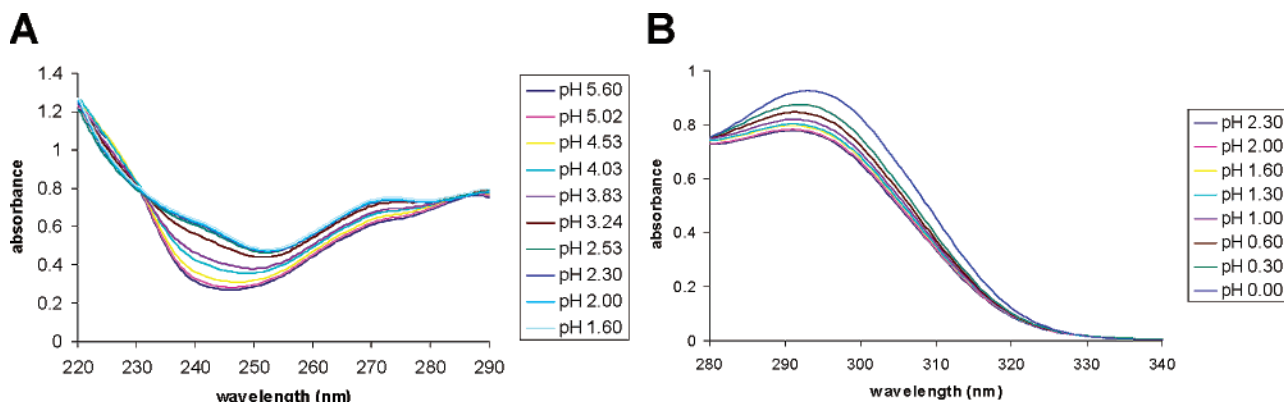 A
1.4
1.2
1
0.8
0.6
0.4
0.2
0
absorbance
220 230 240 250 260 270 280 290
wavelength (nm)
pH 5.60
pH 5.02
pH 4.53
pH 4.03
pH 3.83
pH 3.24
pH 2.53
pH 2.30
pH 2.00
pH 1.60
B
1
0.8
0.6
0.4
0.2
0
absorbance
280 290 300 310 320 330 340
wavelength (nm)
pH 2.30
pH 2.00
pH 1.60
pH 1.30
pH 1.00
pH 0.60
pH 0.30
pH 0.00